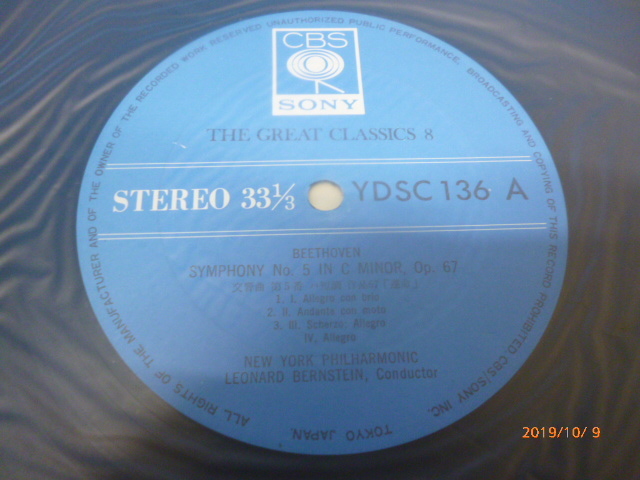 ALL RIGHTS OF THE MANUFACTURER AND OF THE OWNER OF THE RECORDED WORK RESERVED UNAUTHORIZED PUBLIC PERFORMANCE, BROADCASTING AND COPYING OF THIS RECORD PROHIBITED CBS/SONY INC.
TOKYO JAPAN.
CBS
SONY
THE GREAT CLASSICS 8
STEREO 33⅓ YDSC 136 A
BEETHOVEN
SYMPHONY No. 5 IN C MINOR, Op. 67
1. I. Allegro con brio
2. II. Andante con moto
3. III. Scherzo; Allegro
IV. Allegro
NEW YORK PHILHARMONIC
LEONARD BERNSTEIN, Conductor
2019/10/ 9